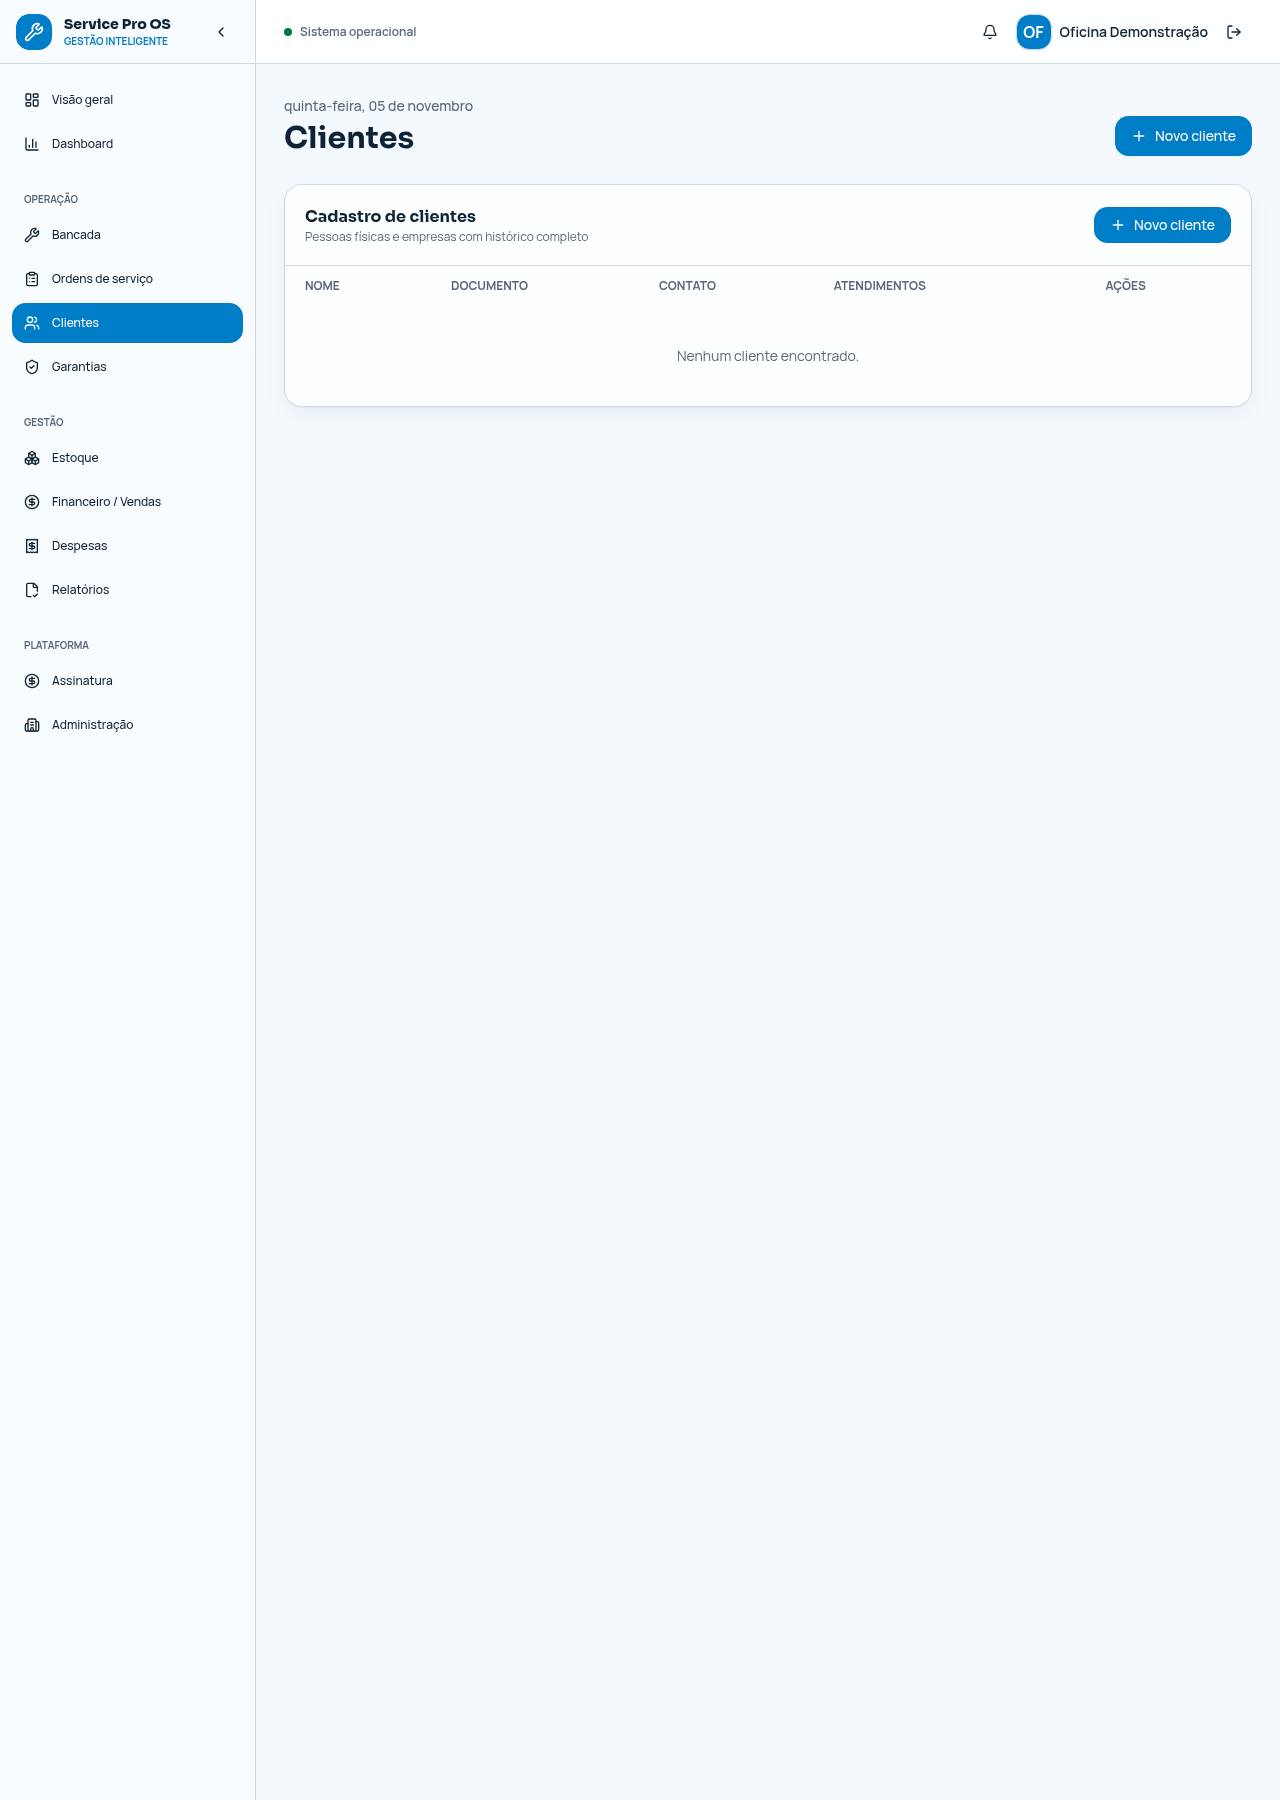 Service Pro OS
GESTÃO INTELIGENTE
Visão geral
Dashboard
OPERAÇÃO
Bancada
Ordens de serviço
Clientes
Garantias
GESTÃO
Estoque
Financeiro / Vendas
Despesas
Relatórios
PLATAFORMA
Assinatura
Administração
Sistema operacional
OF Oficina Demonstração
quinta-feira, 05 de novembro
Clientes
Novo cliente
Cadastro de clientes
Pessoas físicas e empresas com histórico completo
Novo cliente
NOME DOCUMENTO CONTATO ATENDIMENTOS AÇÕES
Nenhum cliente encontrado.